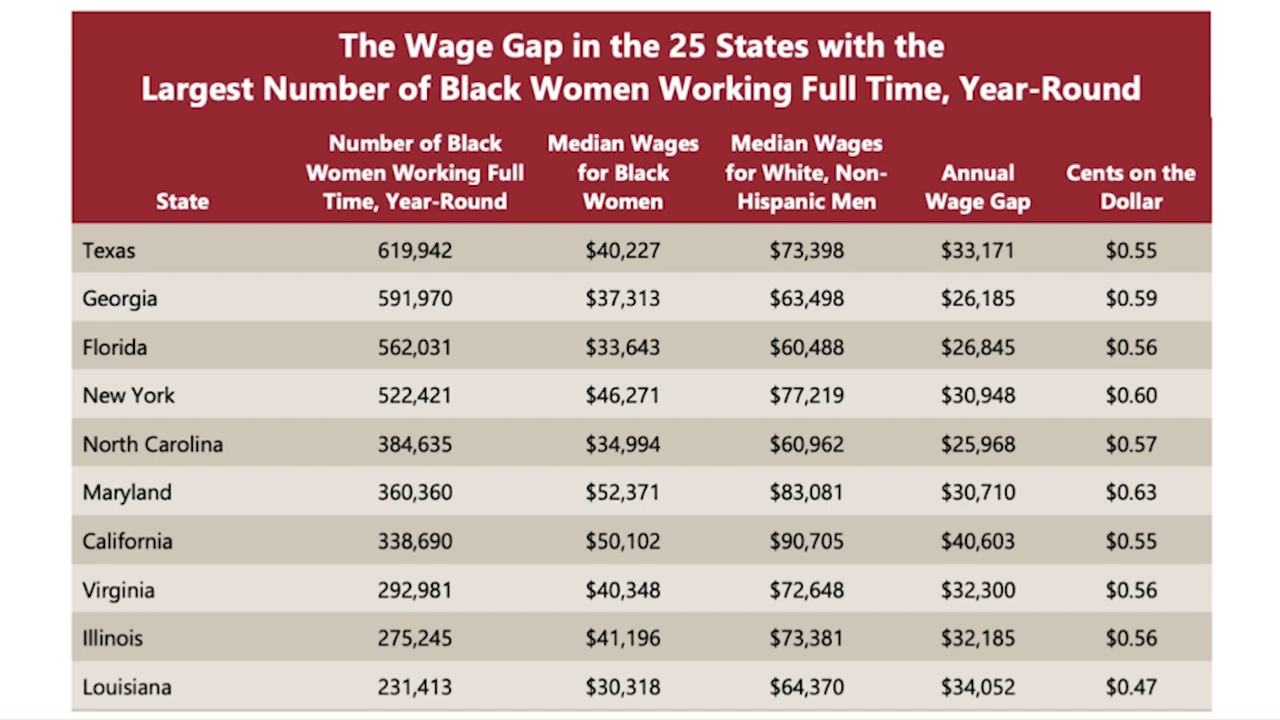 The Wage Gap in the 25 States with the
Largest Number of Black Women Working Full Time, Year-Round
State
Number of Black
Women Working Full
Time, Year-Round
Median Wages
for Black
Women
Median Wages
for White, Non-
Hispanic Men
Annual
Wage Gap
Cents on the
Dollar
Texas 619,942 $40,227 $73,398 $33,171 $0.55
Georgia 591,970 $37,313 $63,498 $26,185 $0.59
Florida 562,031 $33,643 $60,488 $26,845 $0.56
New York 522,421 $46,271 $77,219 $30,948 $0.60
North Carolina 384,635 $34,994 $60,962 $25,968 $0.57
Maryland 360,360 $52,371 $83,081 $30,710 $0.63
California 338,690 $50,102 $90,705 $40,603 $0.55
Virginia 292,981 $40,348 $72,648 $32,300 $0.56
Illinois 275,245 $41,196 $73,381 $32,185 $0.56
Louisiana 231,413 $30,318 $64,370 $34,052 $0.47